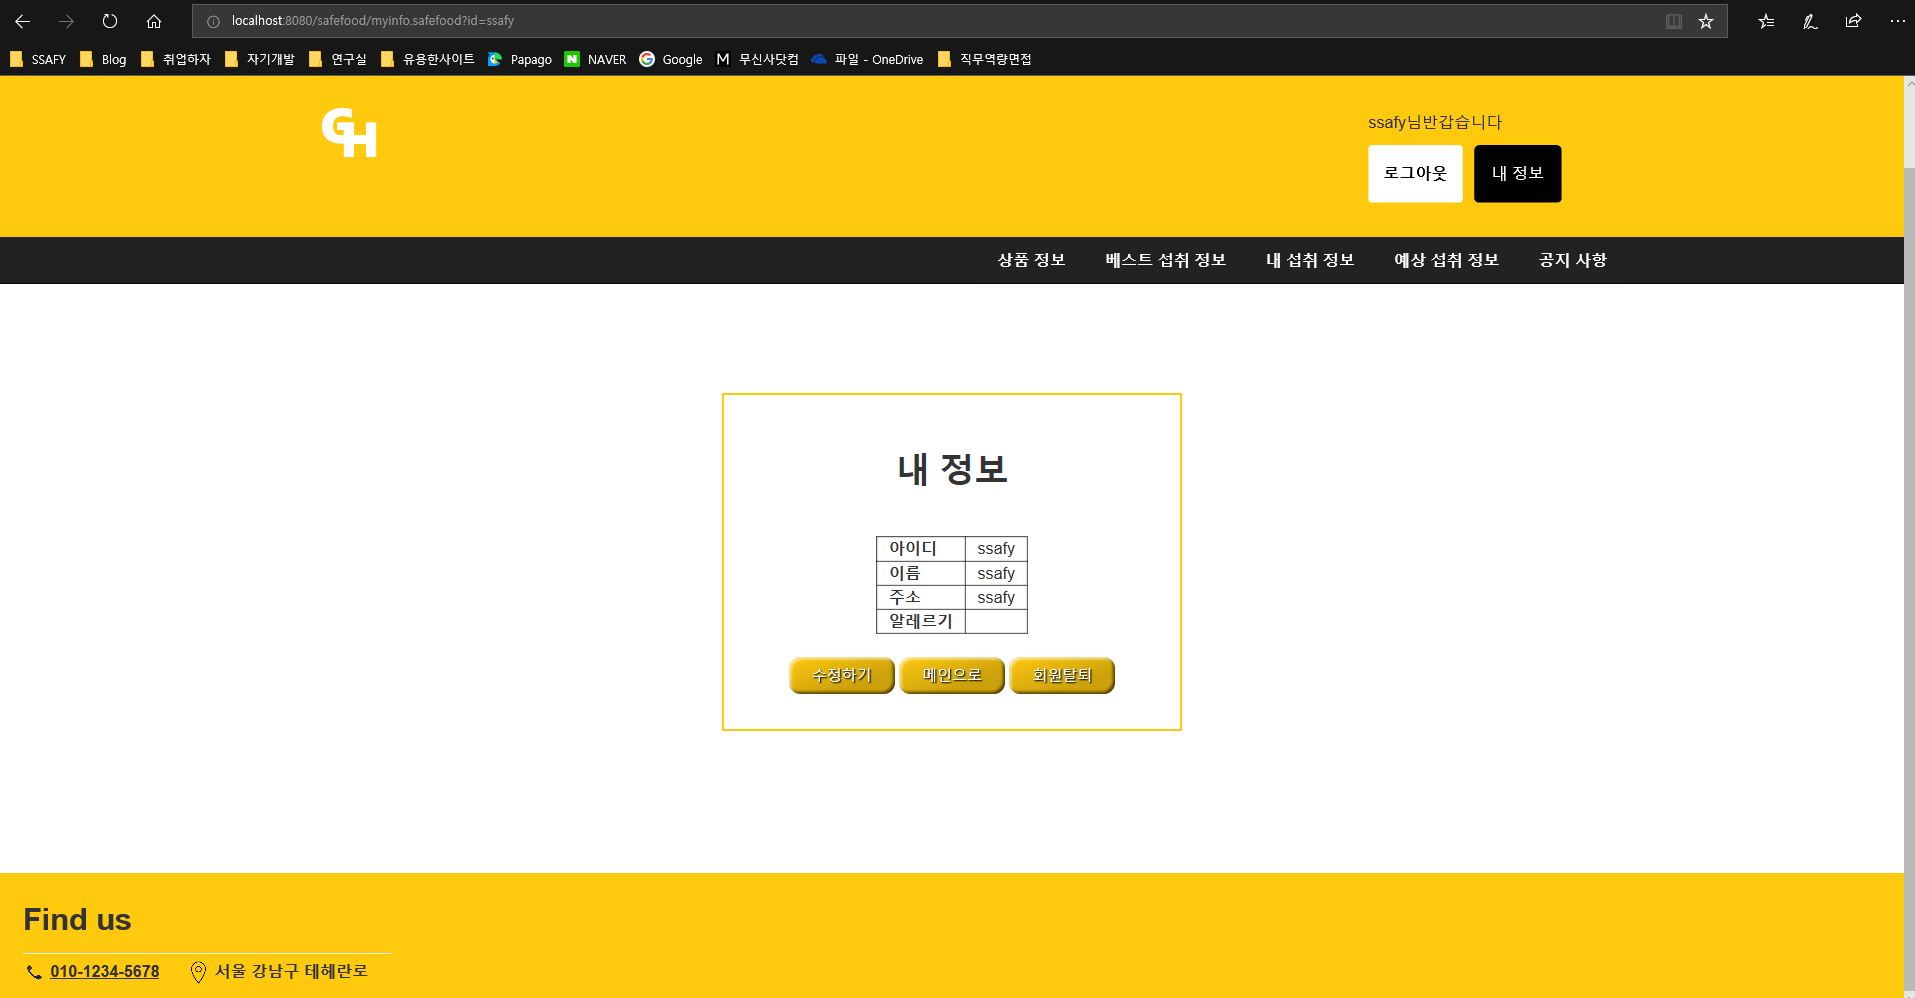 localhost:8080/safefood/myinfo.safefood?id=ssafy
SSAFY Blog 취업하자 자기개발 연구실 유용한사이트 Papago N NAVER G Google M 무신사닷컴 파일 - OneDrive 직무역량면접
GH
ssafy님반갑습니다
로그아웃 내 정보
상품 정보 베스트 섭취 정보 내 섭취 정보 예상 섭취 정보 공지 사항
내 정보
아이디 ssafy
이름 ssafy
주소 ssafy
알레르기
수정하기 메인으로 회원탈퇴
Find us
010-1234-5678 서울 강남구 테헤란로